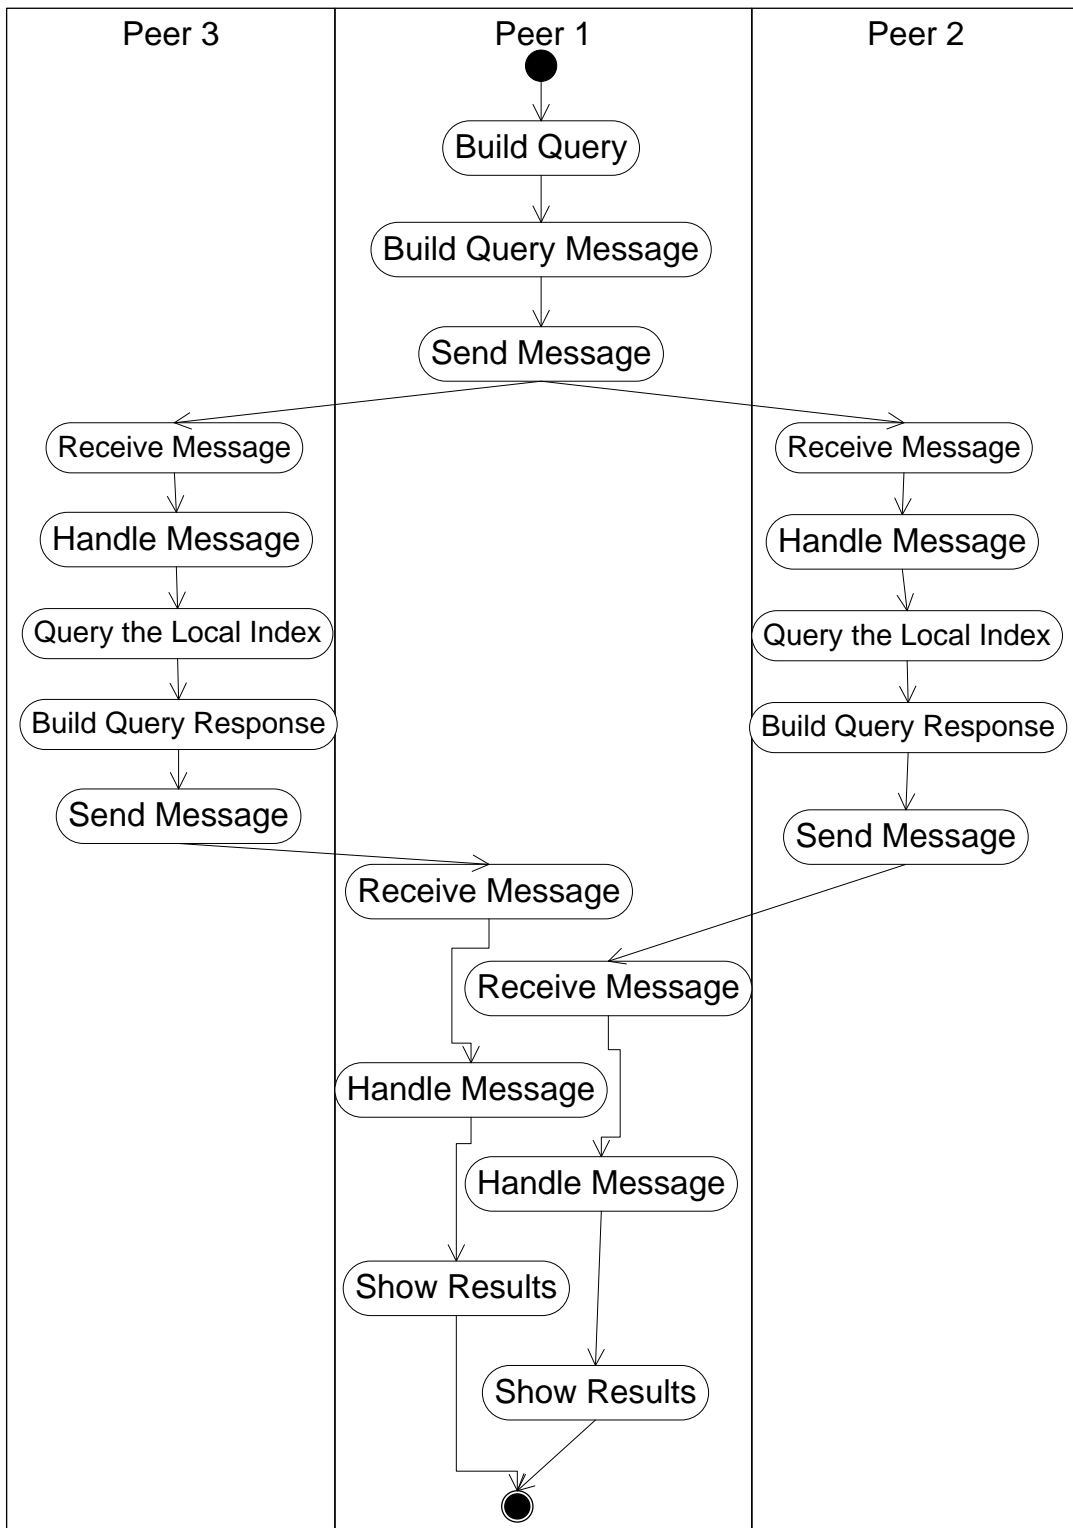 Peer 3
Peer 1
Peer 2
Build Query
Build Query Message
Send Message
Receive Message
Receive Message
Handle Message
Handle Message
Query the Local Index
Query the Local Index
Build Query Response
Build Query Response
Send Message
Send Message
Receive Message
Receive Message
Handle Message
Handle Message
Show Results
Show Results